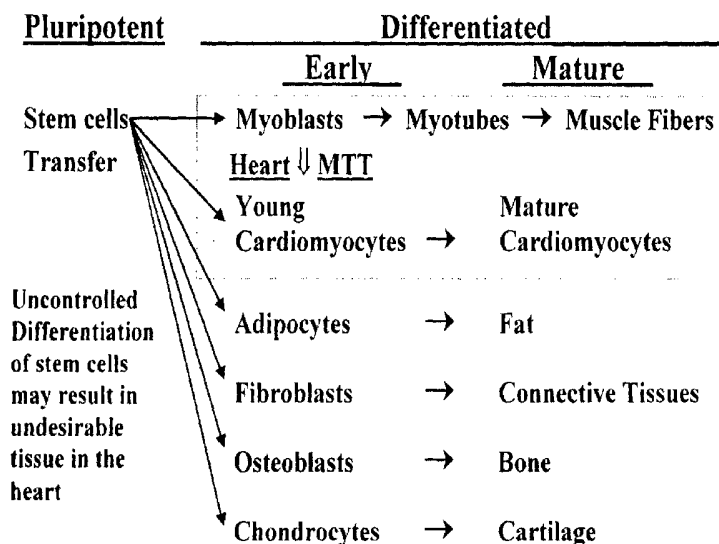 Pluripotent Differentiated
Early Mature
Stem cells → Myoblasts → Myotubes → Muscle Fibers
Transfer Heart ⇓ MTT
Young Mature
Cardiomyocytes → Cardiomyocytes
Uncontrolled
Differentiation
of stem cells
may result in
undesirable
tissue in the
heart
Adipocytes → Fat
Fibroblasts → Connective Tissues
Osteoblasts → Bone
Chondrocytes → Cartilage